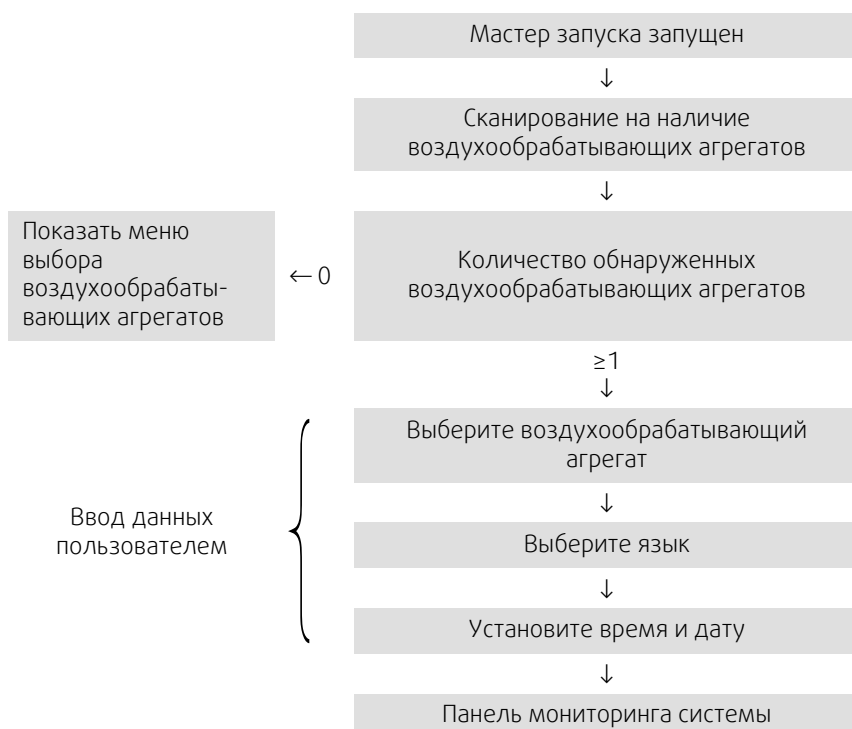 Мастер запуска запущен
↓
Сканирование на наличие
воздухообрабатывающих агрегатов
↓
Показать меню
выбора
воздухообрабаты-
вающих агрегатов
← 0
Количество обнаруженных
воздухообрабатывающих агрегатов
≥1
↓
Выберите воздухообрабатывающий
агрегат
↓
Ввод данных
пользователем
Выберите язык
↓
Установите время и дату
↓
Панель мониторинга системы